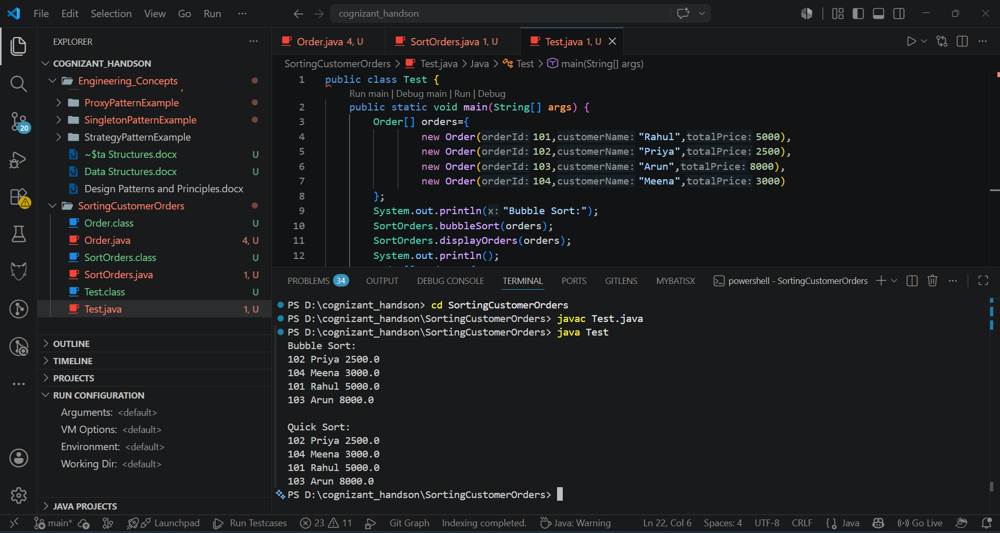 File Edit Selection View Go Run ···
cognizant_handson
EXPLORER
COGNIZANT_HANDSON
Engineering_Concepts
ProxyPatternExample
SingletonPatternExample
StrategyPatternExample
~$ta Structures.docx U
Data Structures.docx U
Design Patterns and Principles.docx
SortingCustomerOrders
Order.class U
Order.java 4, U
SortOrders.class U
SortOrders.java 1, U
Test.class U
Test.java 1, U
OUTLINE
TIMELINE
PROJECTS
RUN CONFIGURATION
Arguments: <default>
VM Options: <default>
Environment: <default>
Working Dir: <default>
JAVA PROJECTS
20
Order.java 4, U SortOrders.java 1, U Test.java 1, U
SortingCustomerOrders > Test.java > Java > Test > main(String[] args)
1 public class Test {
Run main | Debug main | Run | Debug
2 public static void main(String[] args) {
3 Order[] orders={
4 new Order(orderId: 101,customerName: "Rahul",totalPrice: 5000),
5 new Order(orderId: 102,customerName: "Priya",totalPrice: 2500),
6 new Order(orderId: 103,customerName: "Arun",totalPrice: 8000),
7 new Order(orderId: 104,customerName: "Meena",totalPrice: 3000)
8 };
9 System.out.println(x: "Bubble Sort:");
10 SortOrders.bubbleSort(orders);
11 SortOrders.displayOrders(orders);
12 System.out.println();
PROBLEMS 34 OUTPUT DEBUG CONSOLE TERMINAL PORTS GITLENS MYBATISX powershell - SortingCustomerOrders
PS D:\cognizant_handson> cd SortingCustomerOrders
PS D:\cognizant_handson\SortingCustomerOrders> javac Test.java
PS D:\cognizant_handson\SortingCustomerOrders> java Test
Bubble Sort:
102 Priya 2500.0
104 Meena 3000.0
101 Rahul 5000.0
103 Arun 8000.0
Quick Sort:
102 Priya 2500.0
104 Meena 3000.0
101 Rahul 5000.0
103 Arun 8000.0
PS D:\cognizant_handson\SortingCustomerOrders>
main* Launchpad Run Testcases 23 11 Git Graph Indexing completed. Java: Warning Ln 22, Col 6 Spaces: 4 UTF-8 CRLF Java Go Live